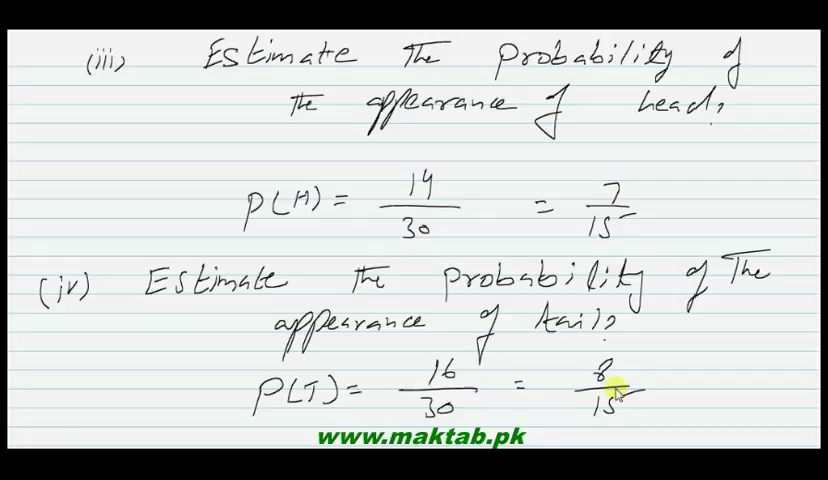 (iii) Estimate The probability of
the appearance of head?
P(H) = 14/30 = 7/15
(iv) Estimate the probability of The
appearance of tail?
P(T) = 16/30 = 8/15
www.maktab.pk